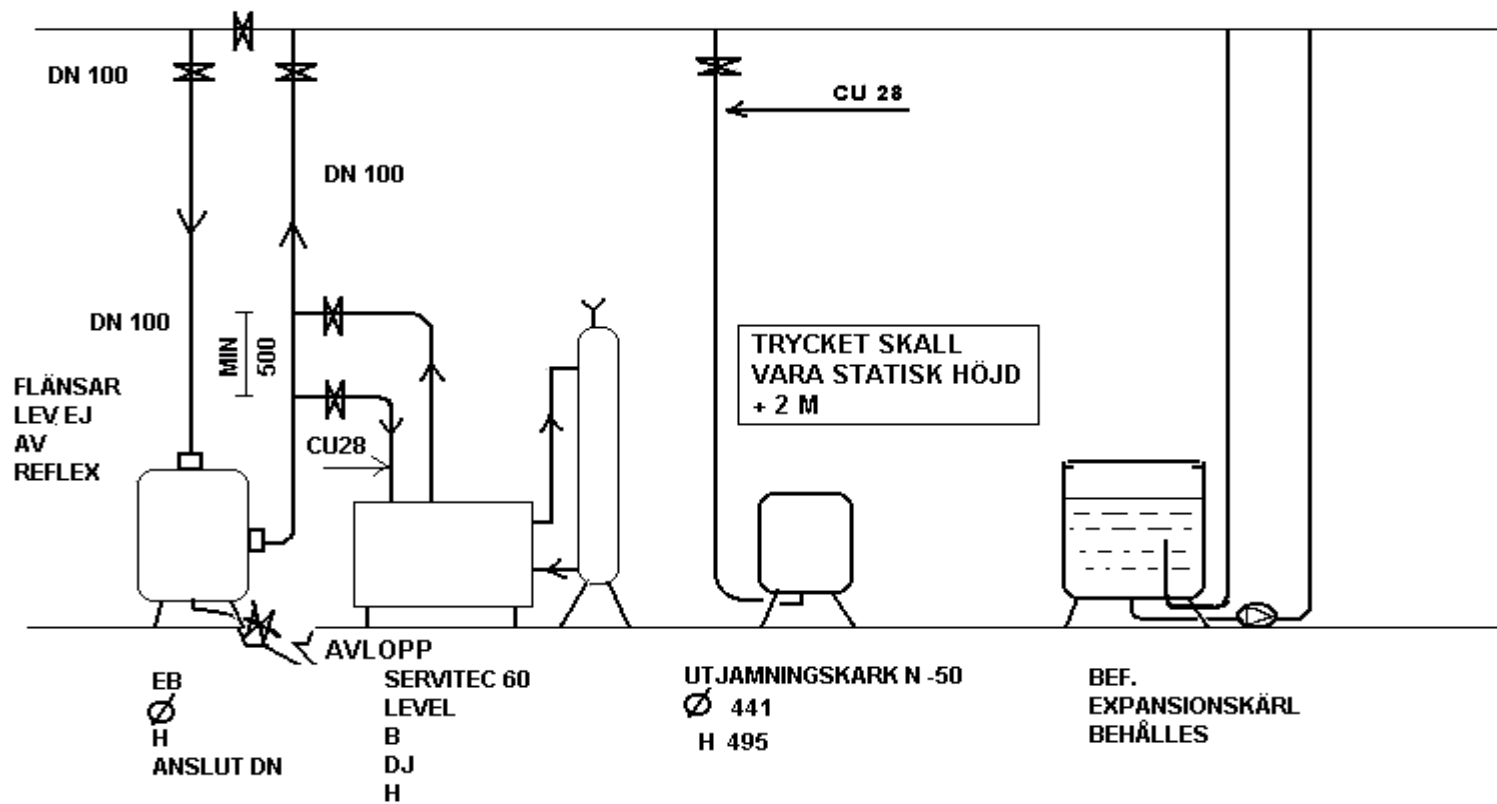 DN 100
CU 28
DN 100
DN 100
MIN
500
TRYCKET SKALL
VARA STATISK HÖJD
+ 2 M
FLÄNSAR
LEV EJ
AV
REFLEX
CU28
AVLOPP
EB
Ø
H
ANSLUT DN
SERVITEC 60
LEVEL
B
DJ
H
UTJAMNINGSKARK N -50
Ø 441
H 495
BEF.
EXPANSIONSKÄRL
BEHÅLLES